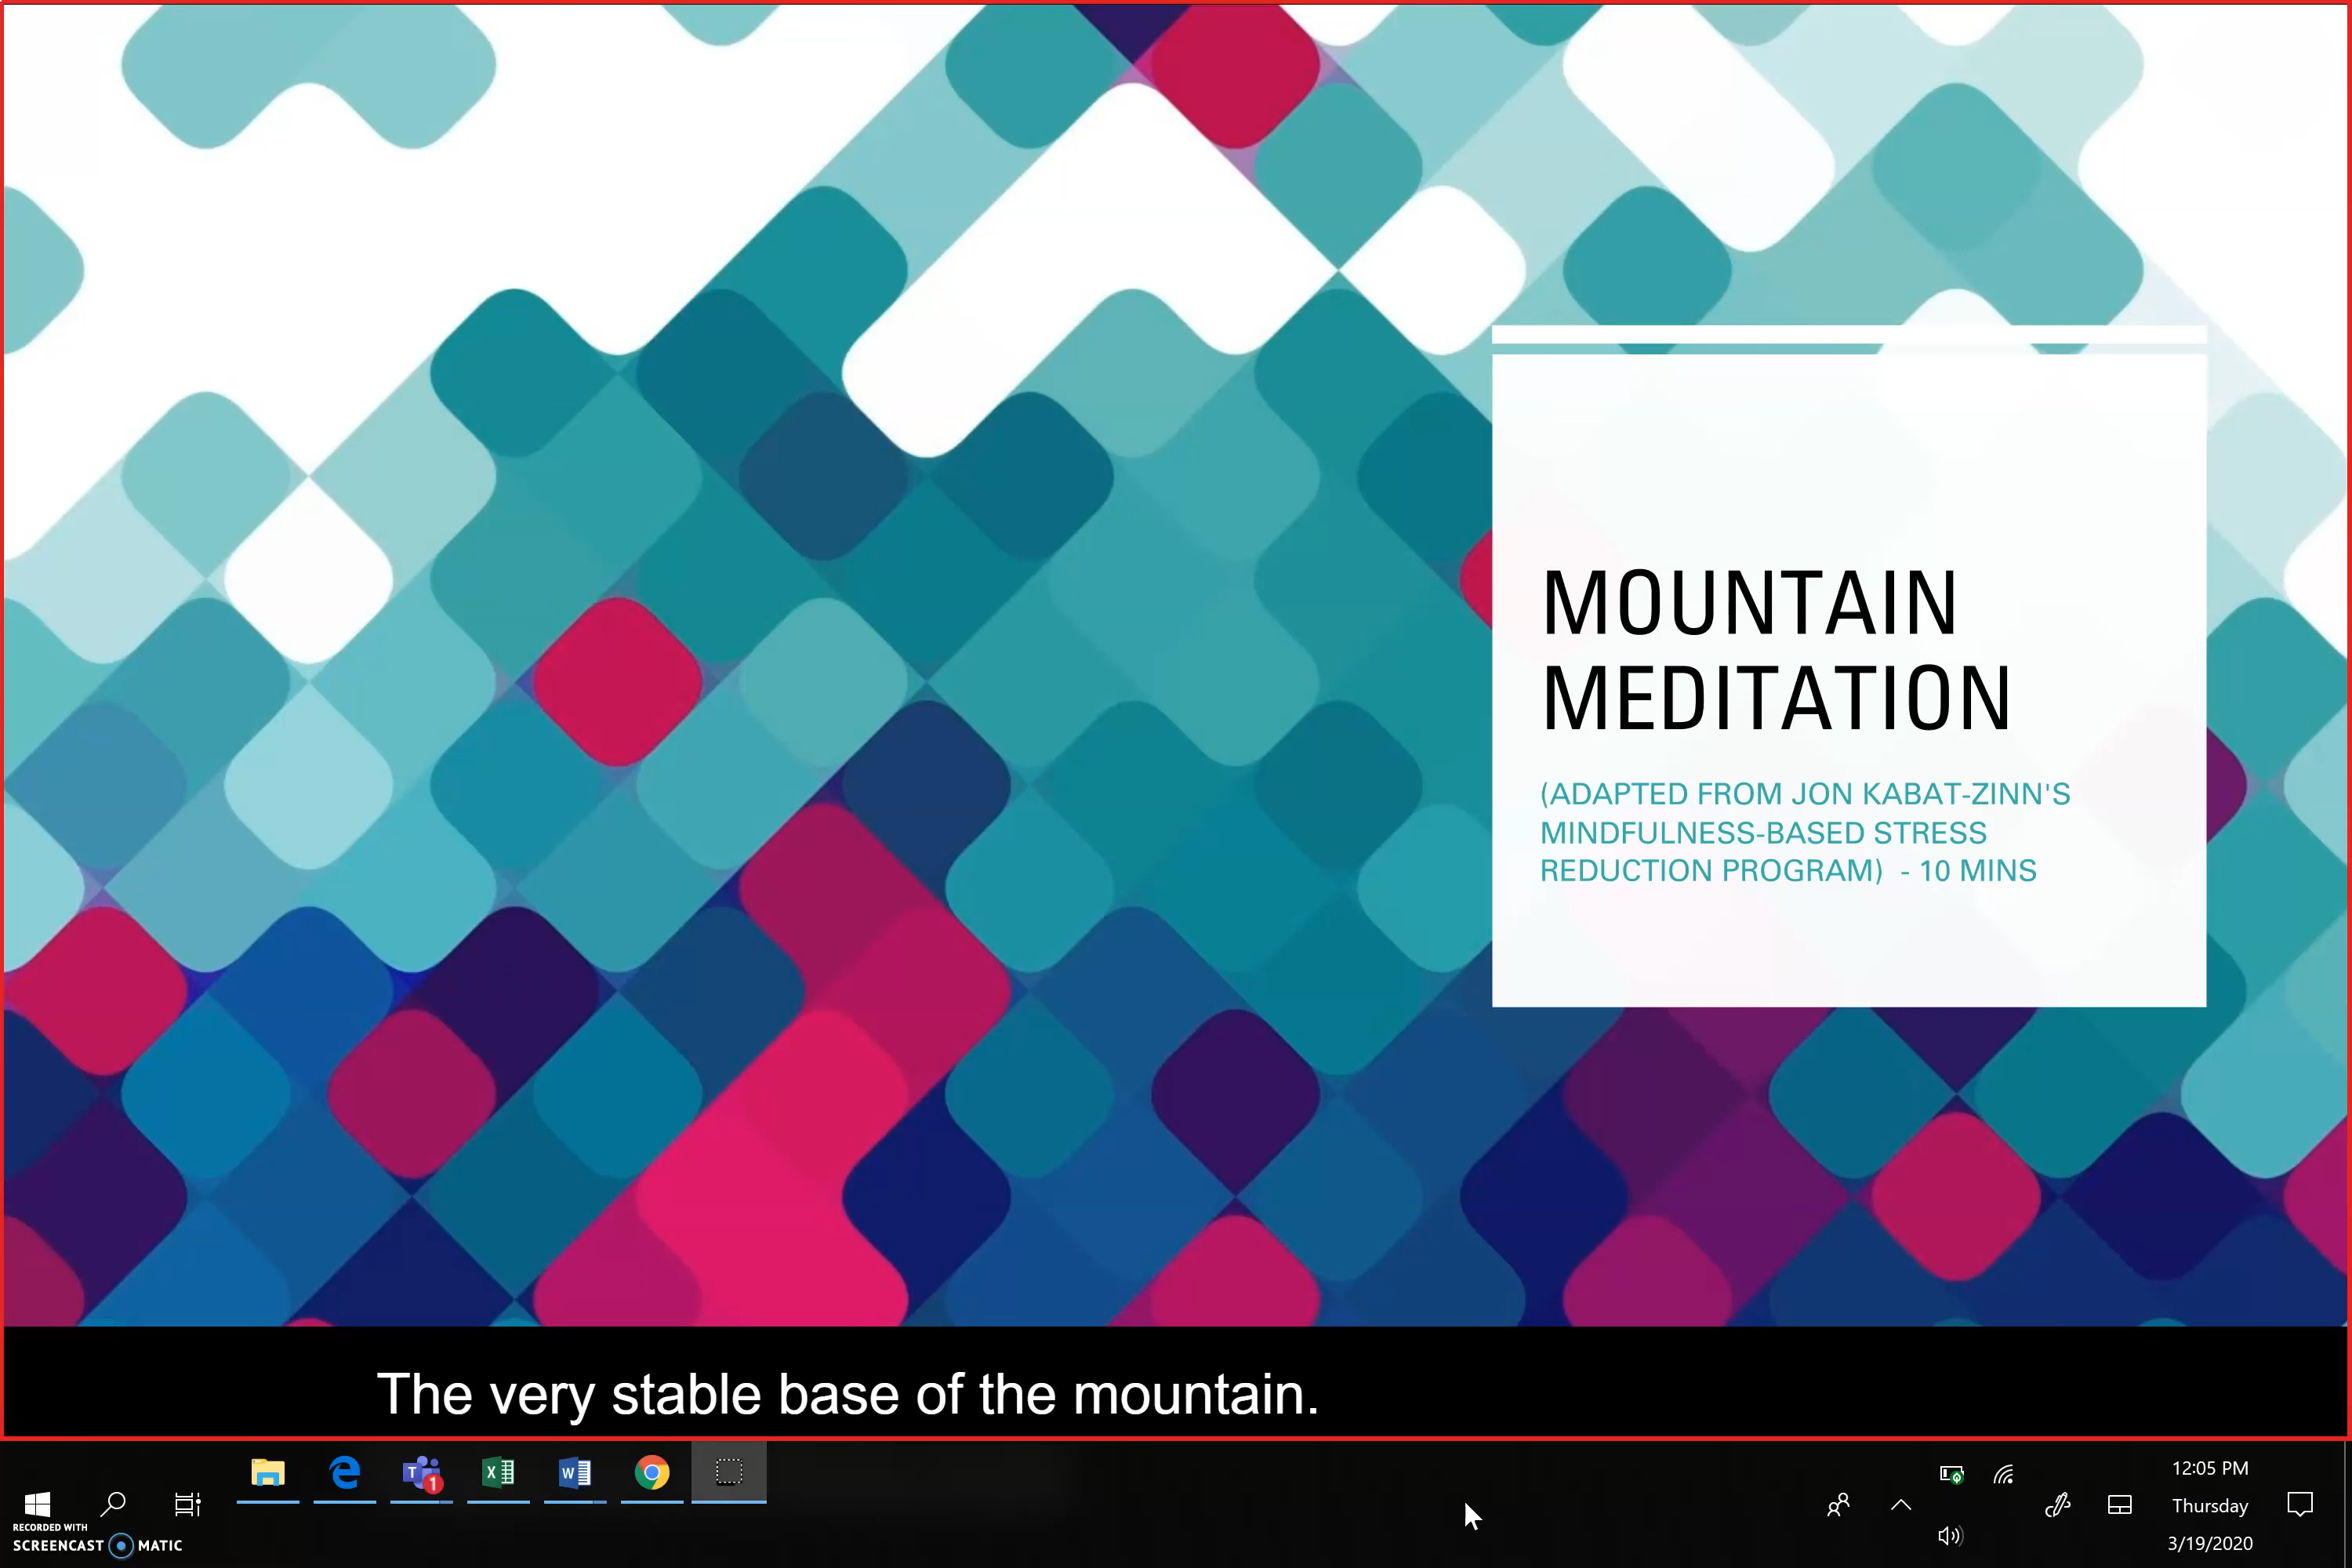 MOUNTAIN
MEDITATION
(ADAPTED FROM JON KABAT-ZINN'S
MINDFULNESS-BASED STRESS
REDUCTION PROGRAM)  - 10 MINS
The very stable base of the mountain.
T 1
X
W
12:05 PM
Thursday
3/19/2020
RECORDED WITH
SCREENCAST MATIC